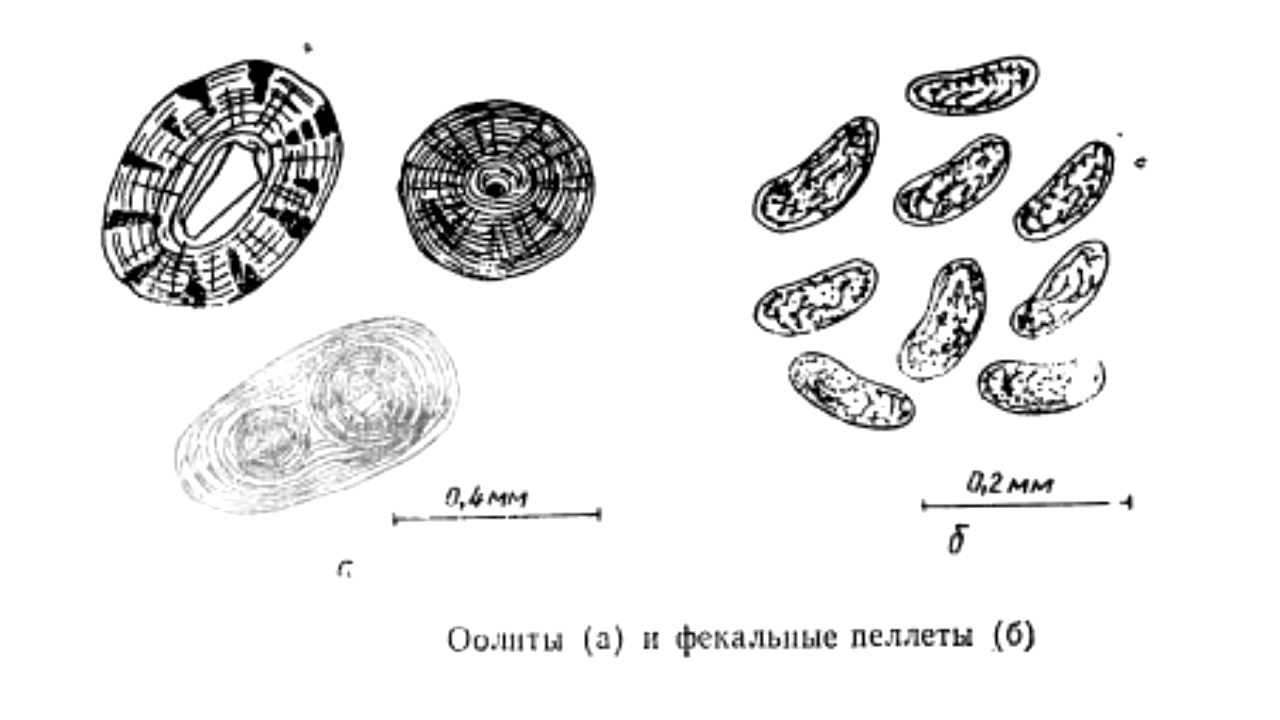 0,4 мм
0,2 мм
а
б
Оолиты (а) и фекальные пеллеты (б)